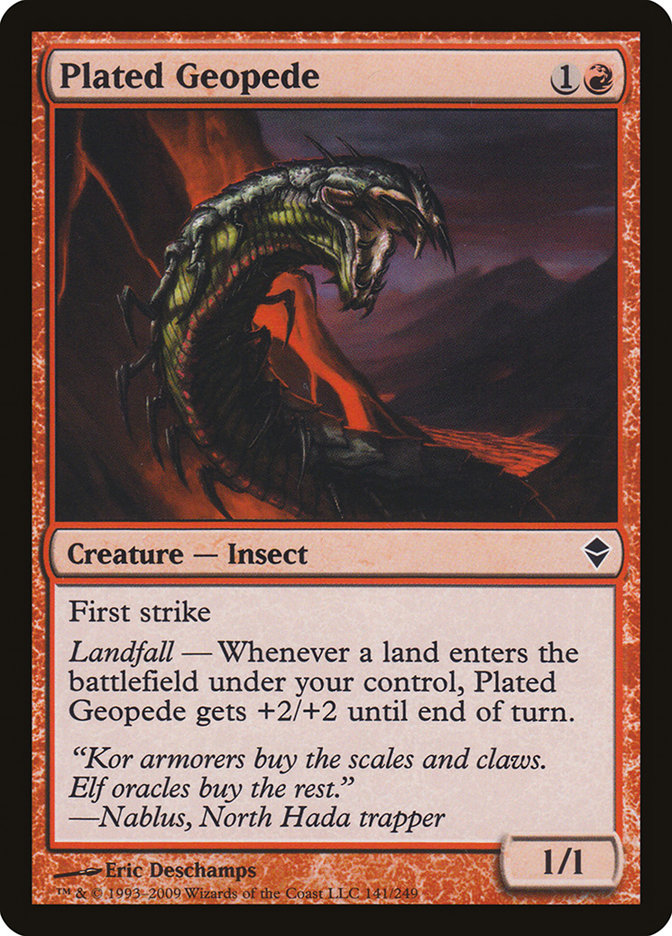 Plated Geopede 1
Creature — Insect
First strike
Landfall — Whenever a land enters the
battlefield under your control, Plated
Geopede gets +2/+2 until end of turn.
“Kor armorers buy the scales and claws.
Elf oracles buy the rest.”
—Nablus, North Hada trapper
1/1
Eric Deschamps
™ & © 1993–2009 Wizards of the Coast LLC 141/249